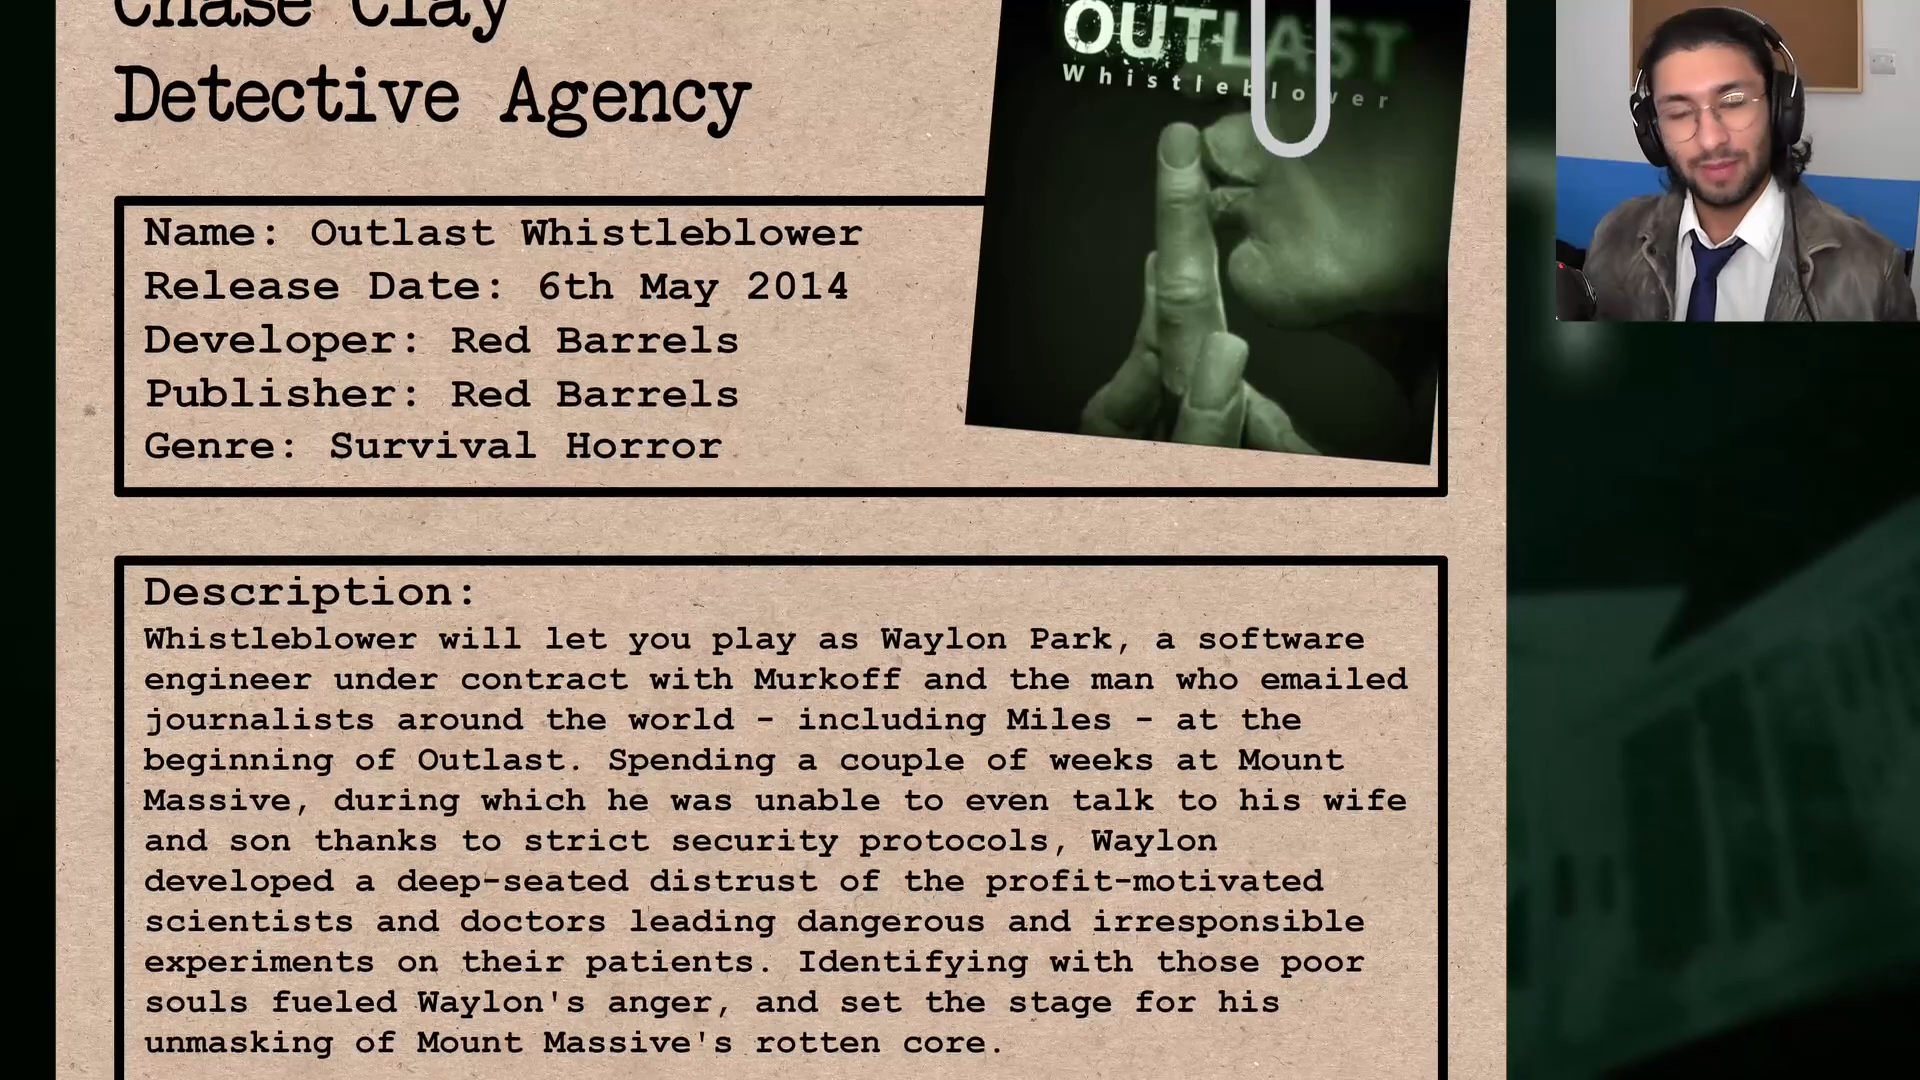 Chase Clay
Detective Agency
OUTLAST
Whistleblower
Name: Outlast Whistleblower
Release Date: 6th May 2014
Developer: Red Barrels
Publisher: Red Barrels
Genre: Survival Horror
Description:
Whistleblower will let you play as Waylon Park, a software
engineer under contract with Murkoff and the man who emailed
journalists around the world - including Miles - at the
beginning of Outlast. Spending a couple of weeks at Mount
Massive, during which he was unable to even talk to his wife
and son thanks to strict security protocols, Waylon
developed a deep-seated distrust of the profit-motivated
scientists and doctors leading dangerous and irresponsible
experiments on their patients. Identifying with those poor
souls fueled Waylon's anger, and set the stage for his
unmasking of Mount Massive's rotten core.